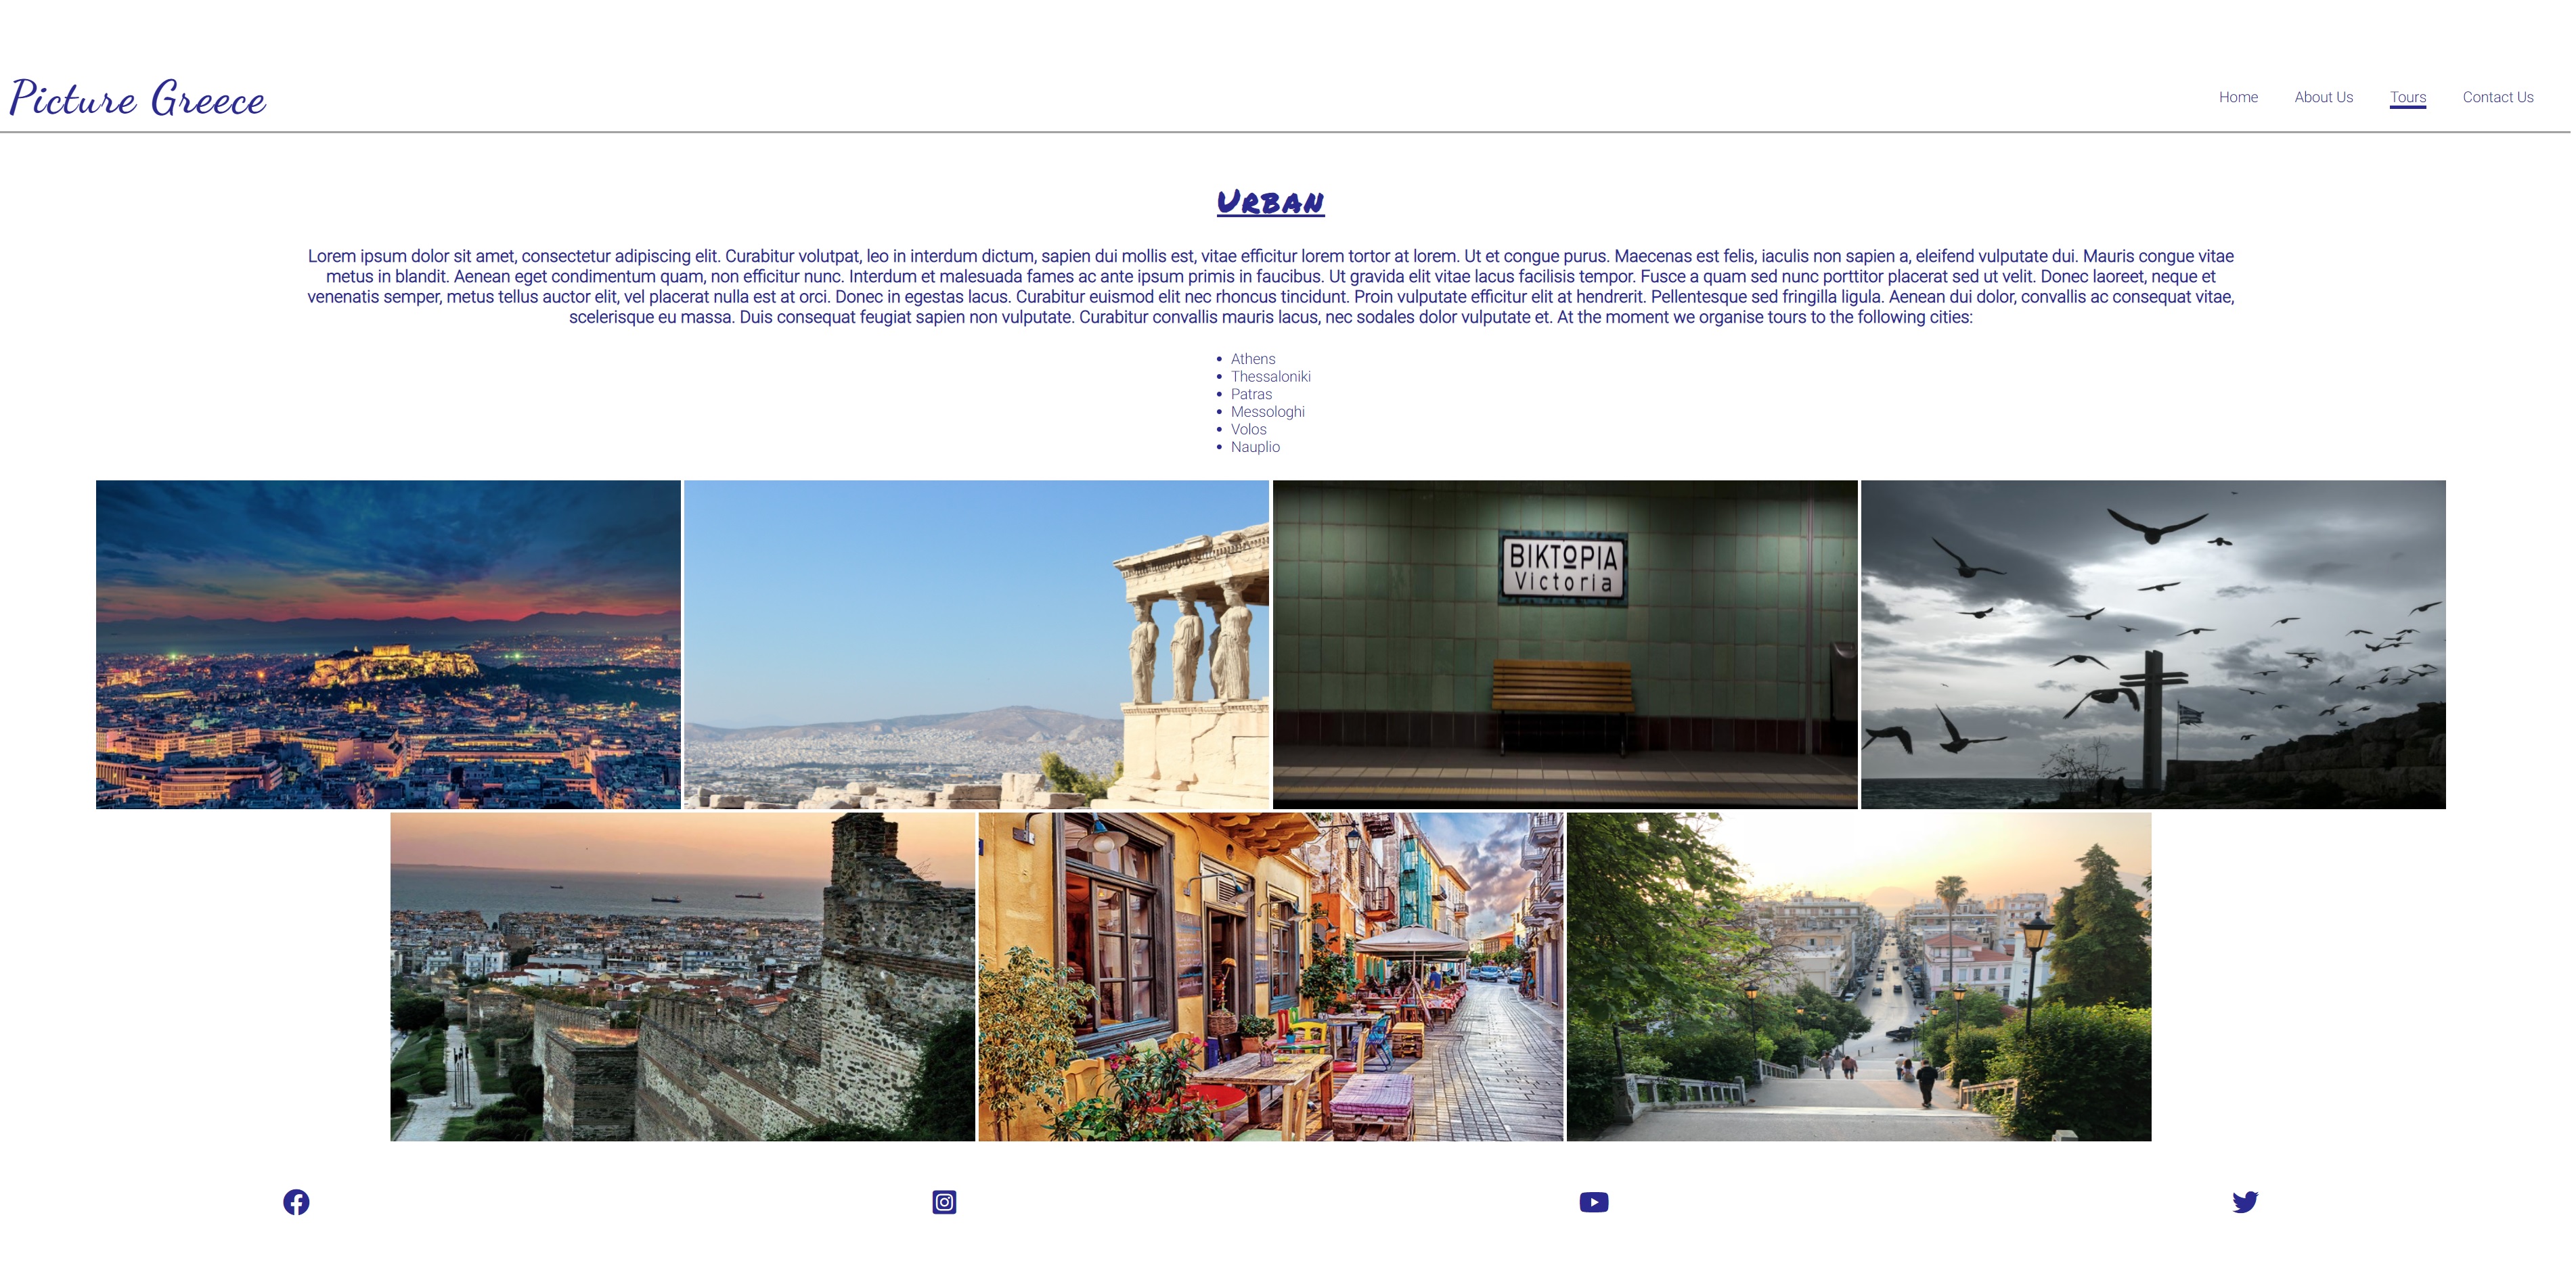 Picture Greece
Home
About Us
Tours
Contact Us
Urban
Lorem ipsum dolor sit amet, consectetur adipiscing elit. Curabitur volutpat, leo in interdum dictum, sapien dui mollis est, vitae efficitur lorem tortor at lorem. Ut et congue purus. Maecenas est felis, iaculis non sapien a, eleifend vulputate dui. Mauris congue vitae
metus in blandit. Aenean eget condimentum quam, non efficitur nunc. Interdum et malesuada fames ac ante ipsum primis in faucibus. Ut gravida elit vitae lacus facilisis tempor. Fusce a quam sed nunc porttitor placerat sed ut velit. Donec laoreet, neque et
venenatis semper, metus tellus auctor elit, vel placerat nulla est at orci. Donec in egestas lacus. Curabitur euismod elit nec rhoncus tincidunt. Proin vulputate efficitur elit at hendrerit. Pellentesque sed fringilla ligula. Aenean dui dolor, convallis ac consequat vitae,
scelerisque eu massa. Duis consequat feugiat sapien non vulputate. Curabitur convallis mauris lacus, nec sodales dolor vulputate et. At the moment we organise tours to the following cities:
Athens
Thessaloniki
Patras
Messologhi
Volos
Nauplio
ΒΙΚΤΟΡΙΑ
Victoria